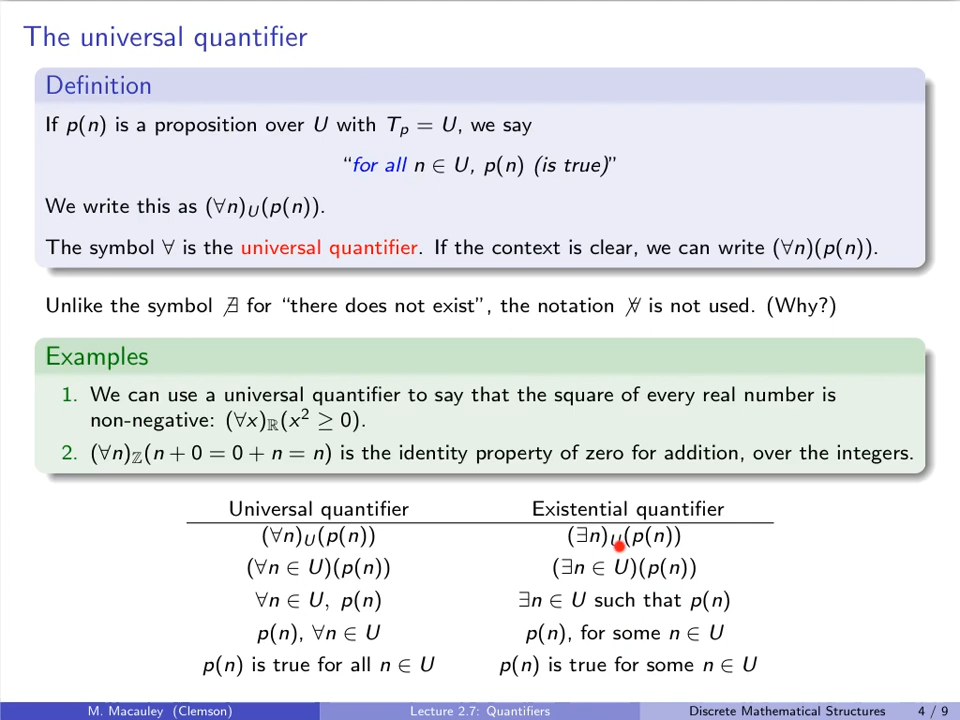 The universal quantifier
Definition
If p(n) is a proposition over U with Tₚ = U, we say
“for all n ∈ U, p(n) (is true)”
We write this as (∀n)_U(p(n)).
The symbol ∀ is the universal quantifier. If the context is clear, we can write (∀n)(p(n)).
Unlike the symbol ∄ for “there does not exist”, the notation ∀̸ is not used. (Why?)
Examples
1. We can use a universal quantifier to say that the square of every real number is
non-negative: (∀x)_ℝ(x² ≥ 0).
2. (∀n)_ℤ(n + 0 = 0 + n = n) is the identity property of zero for addition, over the integers.
Universal quantifier Existential quantifier
(∀n)_U(p(n)) (∃n)_U(p(n))
(∀n ∈ U)(p(n)) (∃n ∈ U)(p(n))
∀n ∈ U, p(n) ∃n ∈ U such that p(n)
p(n), ∀n ∈ U p(n), for some n ∈ U
p(n) is true for all n ∈ U p(n) is true for some n ∈ U
M. Macauley (Clemson) Lecture 2.7: Quantifiers Discrete Mathematical Structures 4 / 9